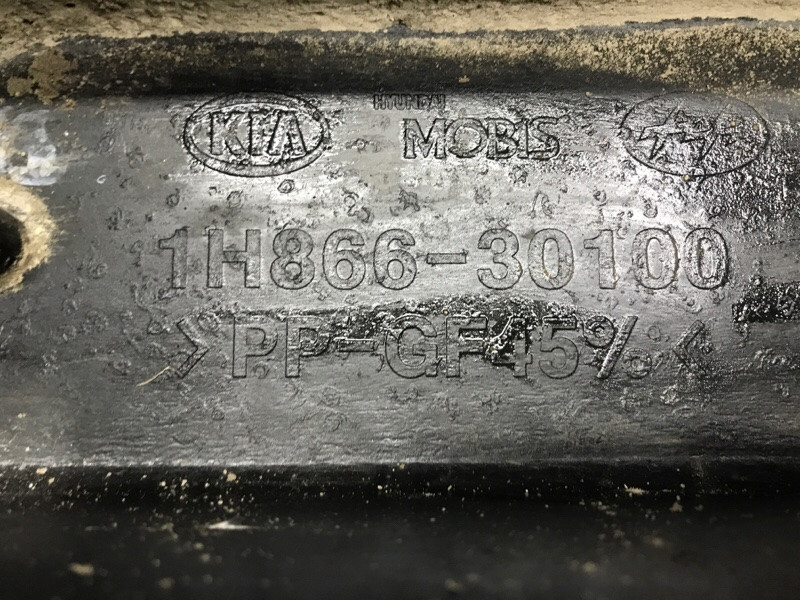 KIA HYUNDAI MOBIS
1H866-30100
>PP-GF45%<